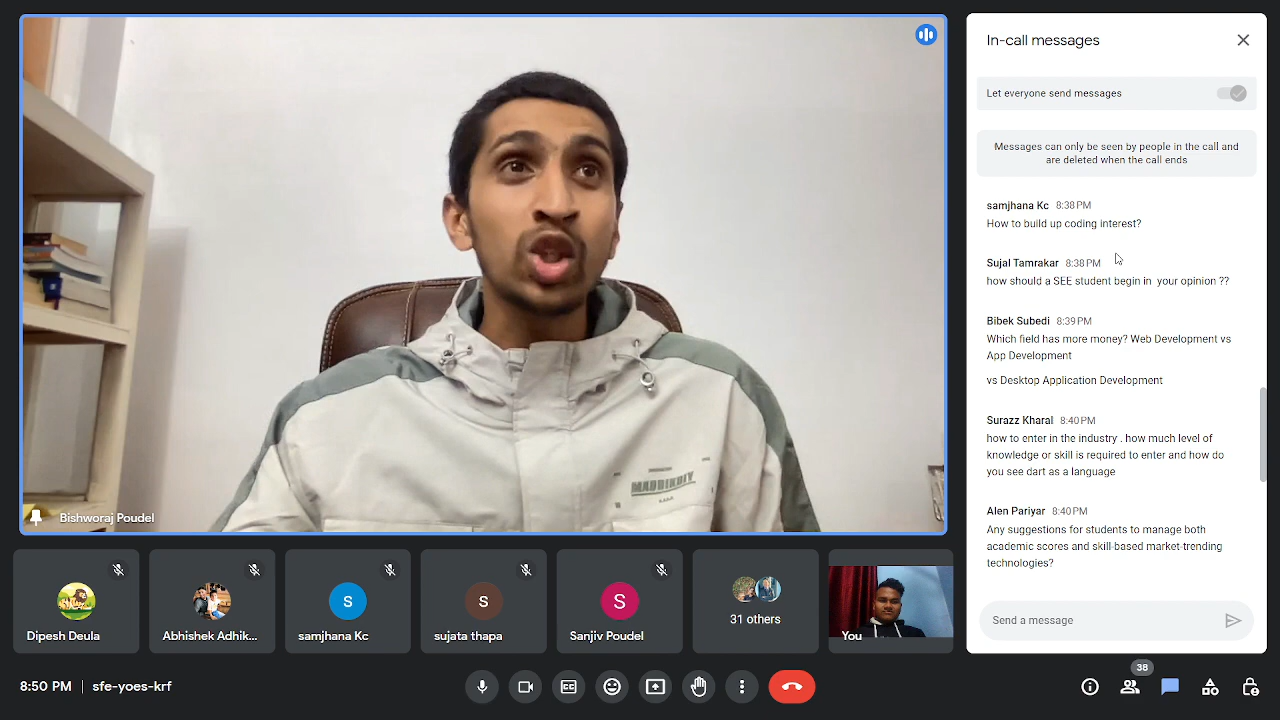 Bishworaj Poudel
MADDIKUIY
Dipesh Deula
Abhishek Adhik...
S
samjhana Kc
S
sujata thapa
S
Sanjiv Poudel
31 others
You
8:50 PM | sfe-yoes-krf
38
In-call messages
Let everyone send messages
Messages can only be seen by people in the call and
are deleted when the call ends
samjhana Kc 8:38 PM
How to build up coding interest?
Sujal Tamrakar 8:38 PM
how should a SEE student begin in your opinion ??
Bibek Subedi 8:39 PM
Which field has more money? Web Development vs
App Development
vs Desktop Application Development
Surazz Kharal 8:40 PM
how to enter in the industry . how much level of
knowledge or skill is required to enter and how do
you see dart as a language
Alen Pariyar 8:40 PM
Any suggestions for students to manage both
academic scores and skill-based market-trending
technologies?
Send a message